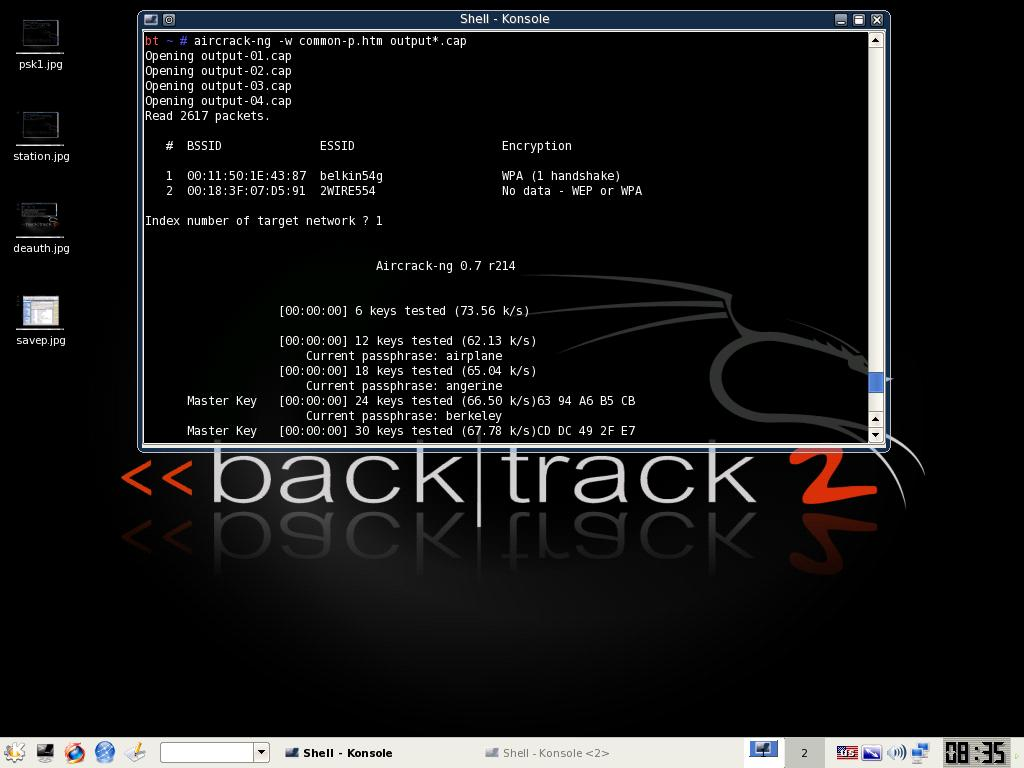 Shell - Konsole
bt ~ # aircrack-ng -w common-p.htm output*.cap
Opening output-01.cap
Opening output-02.cap
Opening output-03.cap
Opening output-04.cap
Read 2617 packets.
# BSSID ESSID Encryption
1 00:11:50:1E:43:87 belkin54g WPA (1 handshake)
2 00:18:3F:07:D5:91 2WIRE554 No data - WEP or WPA
Index number of target network ? 1
Aircrack-ng 0.7 r214
[00:00:00] 6 keys tested (73.56 k/s)
[00:00:00] 12 keys tested (62.13 k/s)
Current passphrase: airplane
[00:00:00] 18 keys tested (65.04 k/s)
Current passphrase: angerine
Master Key [00:00:00] 24 keys tested (66.50 k/s)63 94 A6 B5 CB
Current passphrase: berkeley
Master Key [00:00:00] 30 keys tested (67.78 k/s)CD DC 49 2F E7
psk1.jpg
station.jpg
deauth.jpg
savep.jpg
<<back|track 2
Shell - Konsole
Shell - Konsole <2>
2
US
08:35